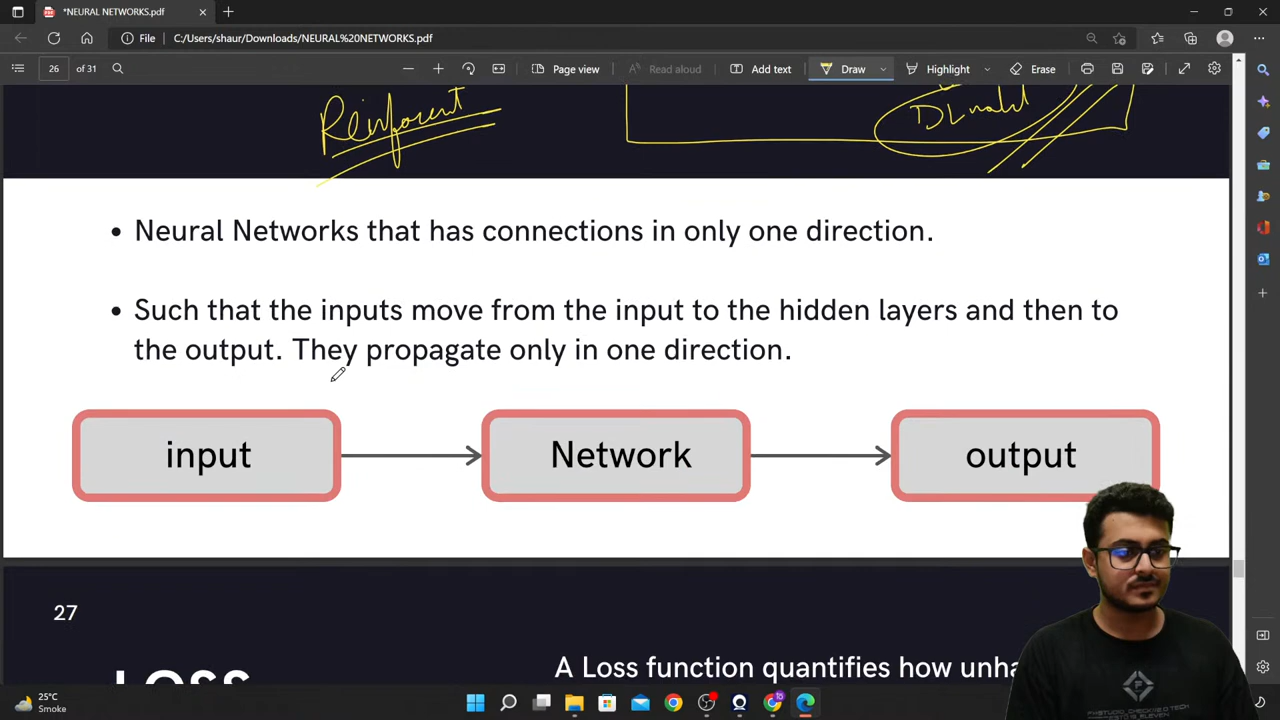 *NEURAL NETWORKS.pdf
File
C:/Users/shaur/Downloads/NEURAL%20NETWORKS.pdf
26 of 31
Page view
Read aloud
Add text
Draw
Highlight
Erase
• Neural Networks that has connections in only one direction.
• Such that the inputs move from the input to the hidden layers and then to
the output. They propagate only in one direction.
input
Network
output
27
LOSS
A Loss function quantifies how
25°C
Smoke